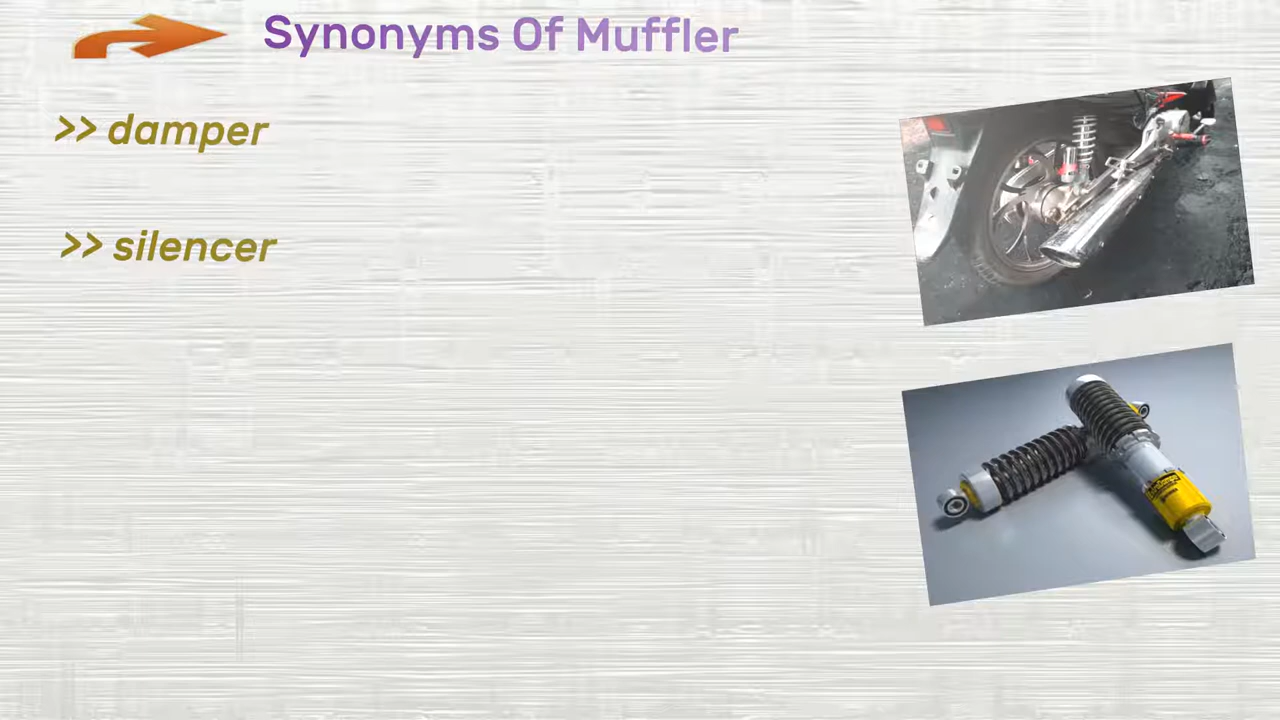 Synonyms Of Muffler
>> damper
>> silencer